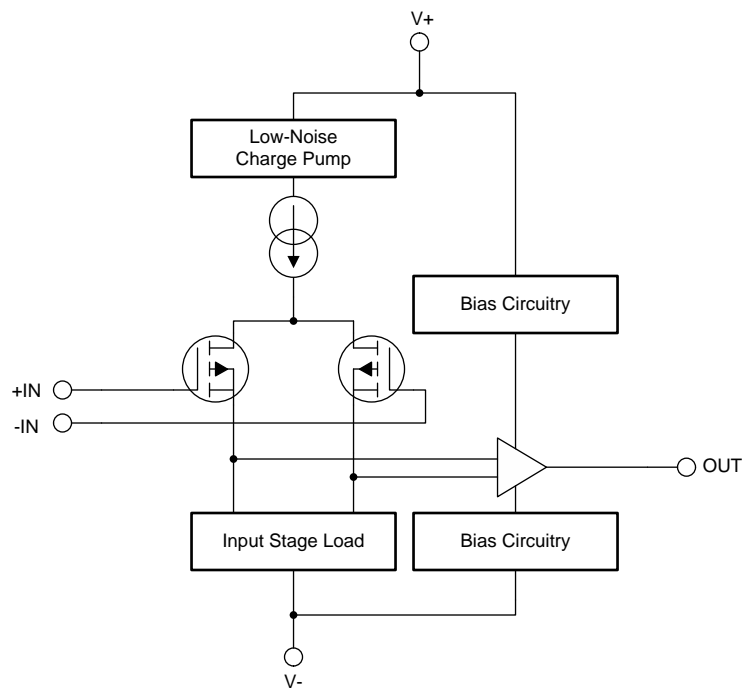 V+
Low-Noise
Charge Pump
Bias Circuitry
+IN
-IN
OUT
Input Stage Load
Bias Circuitry
V-